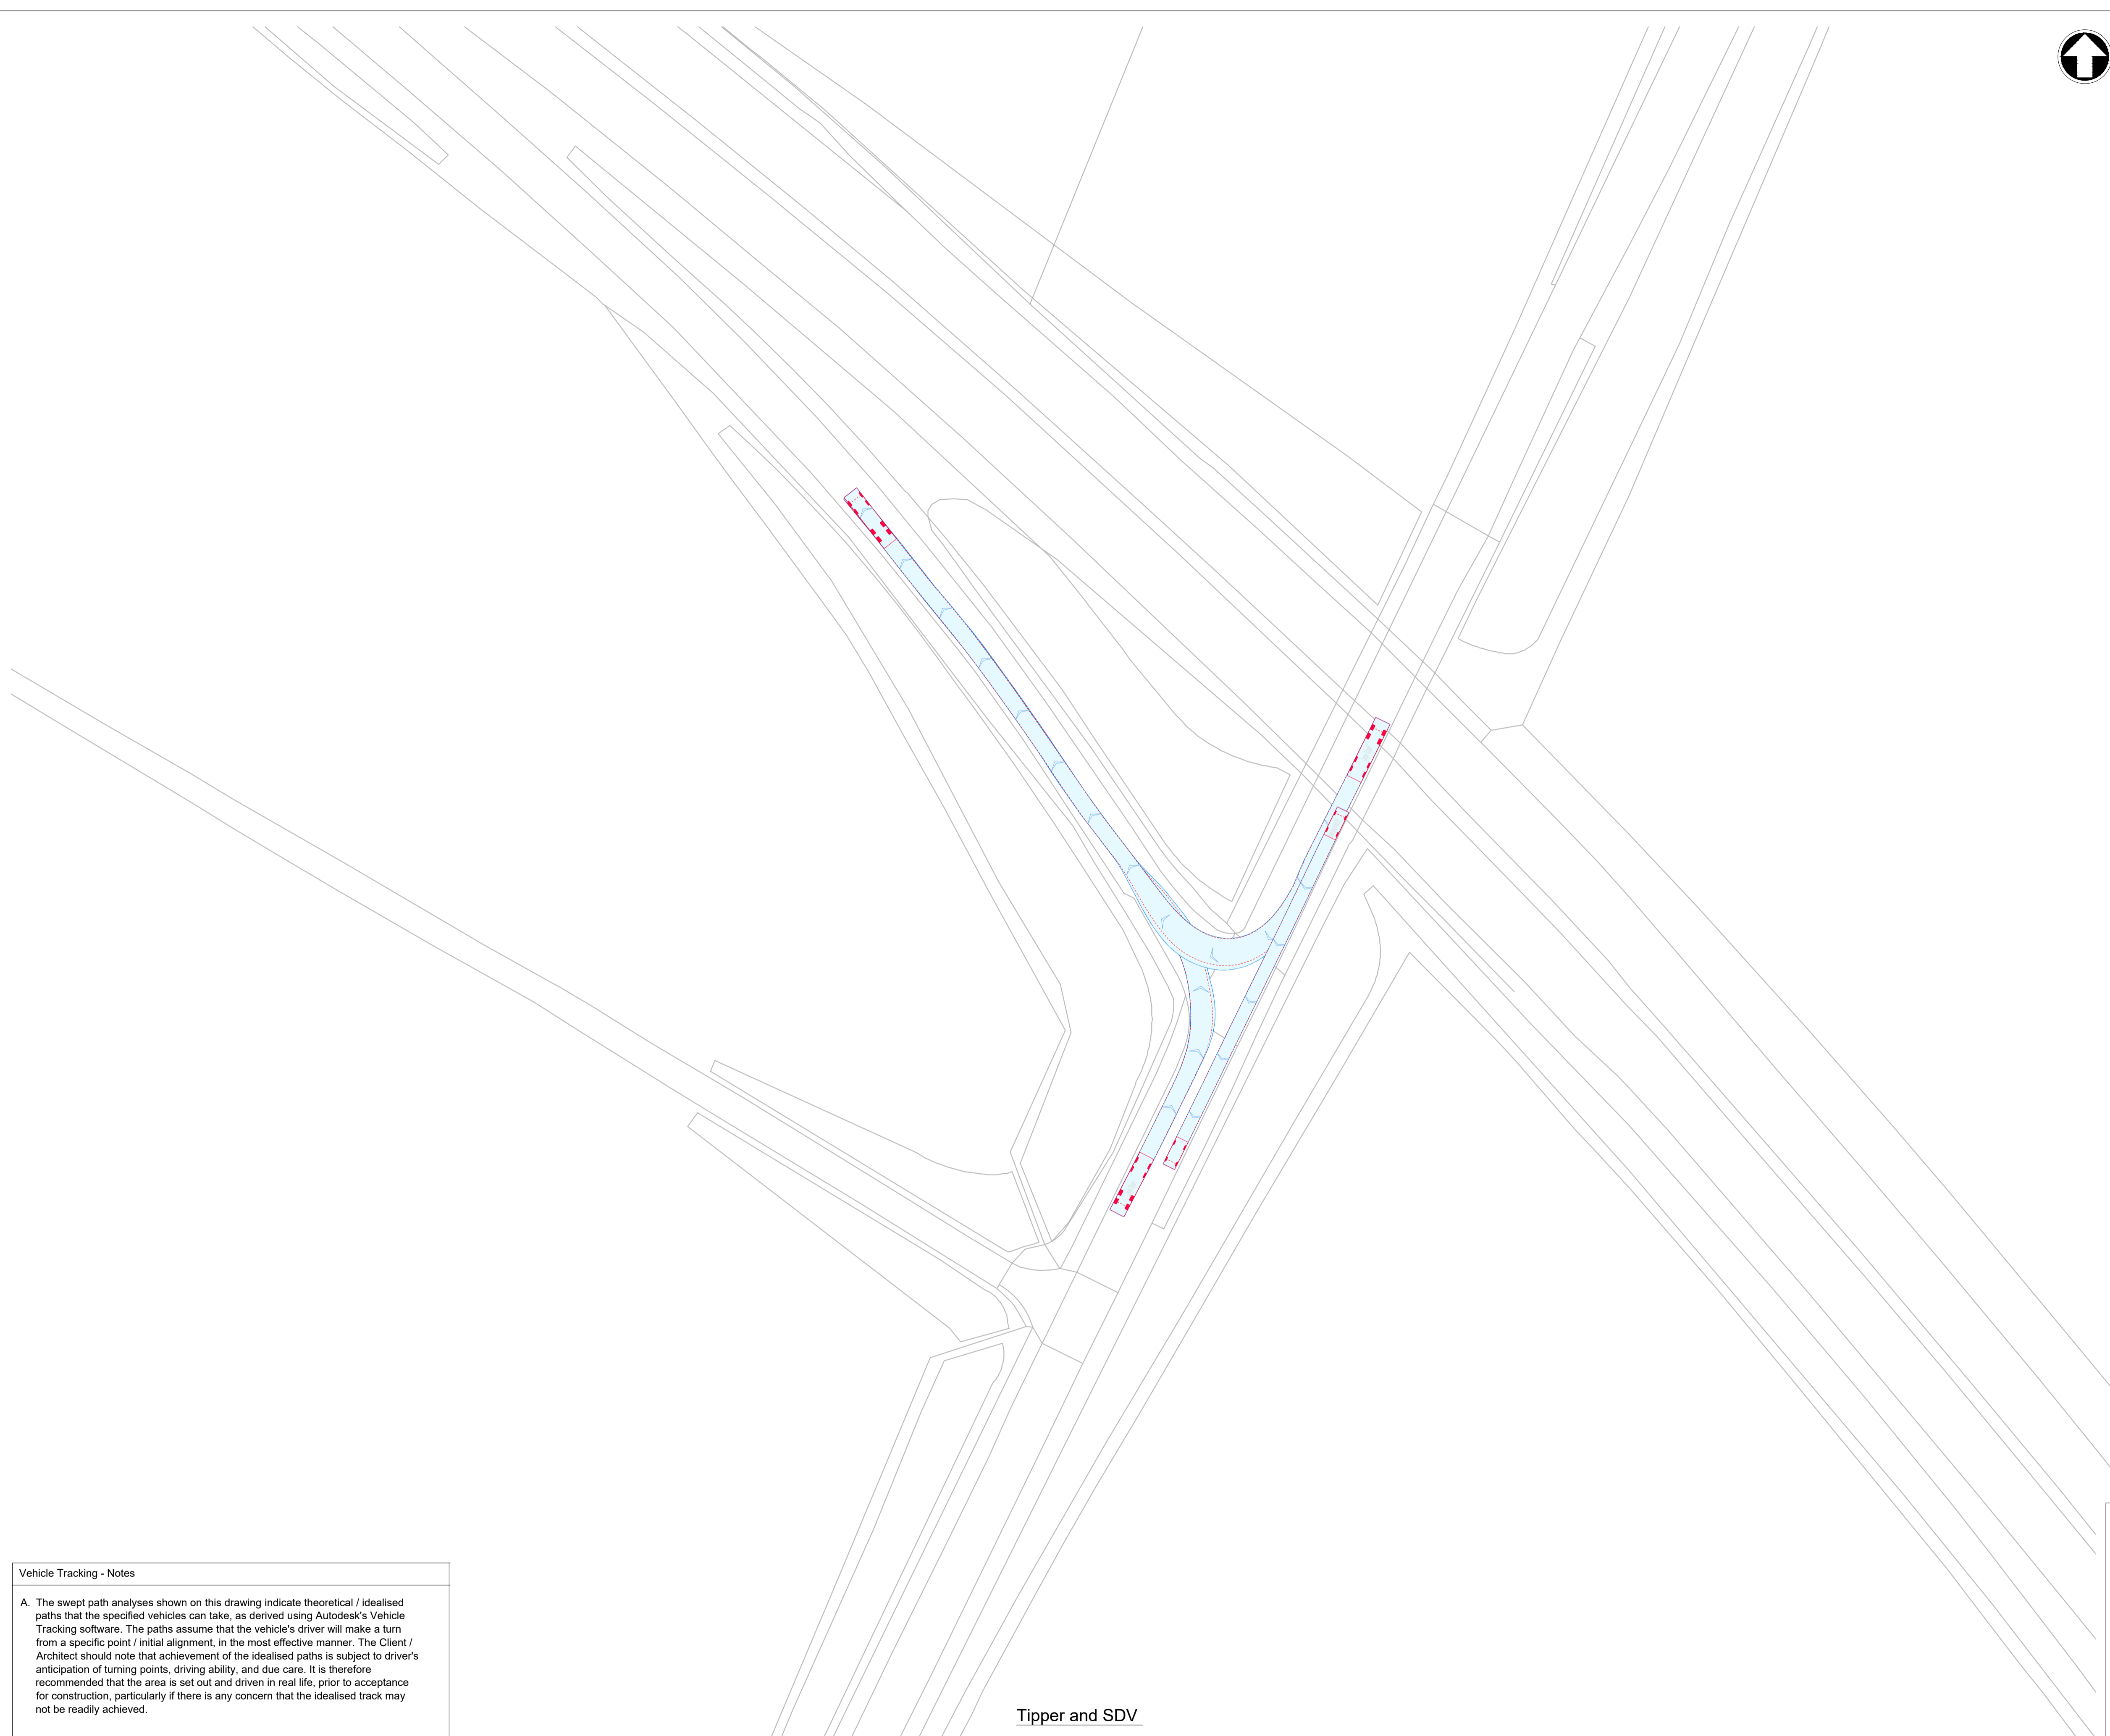 Vehicle Tracking - Notes
A. The swept path analyses shown on this drawing indicate theoretical / idealised
paths that the specified vehicles can take, as derived using Autodesk's Vehicle
Tracking software. The paths assume that the vehicle's driver will make a turn
from a specific point / initial alignment, in the most effective manner. The Client /
Architect should note that achievement of the idealised paths is subject to driver's
anticipation of turning points, driving ability, and due care. It is therefore
recommended that the area is set out and driven in real life, prior to acceptance
for construction, particularly if there is any concern that the idealised track may
not be readily achieved.
Tipper and SDV